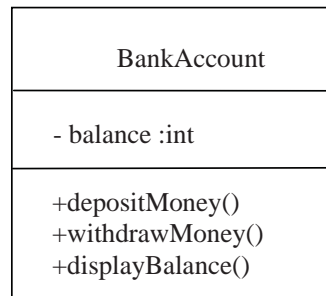 BankAccount
- balance :int
+depositMoney()
+withdrawMoney()
+displayBalance()